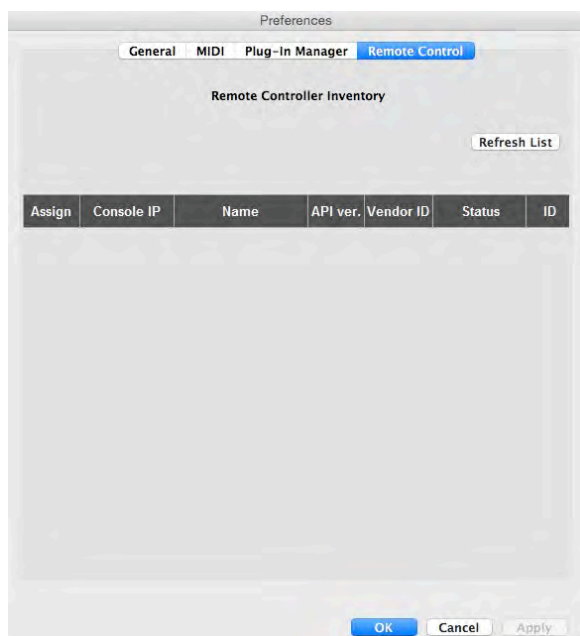 Preferences
General MIDI Plug-In Manager Remote Control
Remote Controller Inventory
Refresh List
Assign Console IP Name API ver. Vendor ID Status ID
OK Cancel Apply